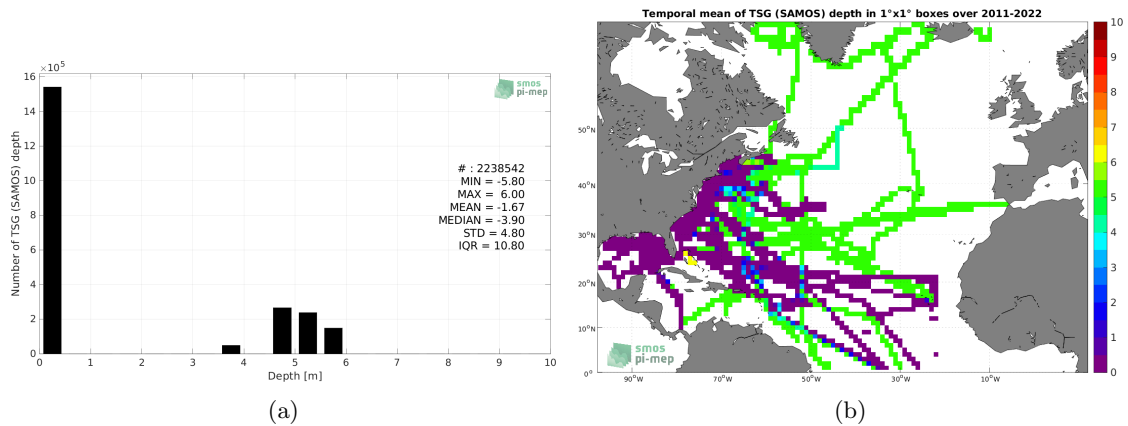 Temporal mean of TSG (SAMOS) depth in 1°x1° boxes over 2011-2022
×10⁵
16
14
12
10
8
6
4
2
0
Number of TSG (SAMOS) depth
smos
pi-mep
# : 2238542
MIN = -5.80
MAX = 6.00
MEAN = -1.67
MEDIAN = -3.90
STD = 4.80
IQR = 10.80
0 1 2 3 4 5 6 7 8 9 10
Depth [m]
(a)
50°N
40°N
30°N
20°N
10°N
0°
90°W 70°W 50°W 30°W 10°W
smos
pi-mep
10
9
8
7
6
5
4
3
2
1
0
(b)